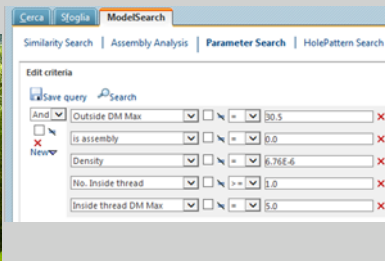 Cerca Sfoglia ModelSearch
Similarity Search | Assembly Analysis | Parameter Search | HolePattern Search
Edit criteria
Save query Search
And Outside DM Max = 30.5
is assembly = 0.0
New
Density = 6.76E-6
No. Inside thread >= 1.0
Inside thread DM Max = 5.0